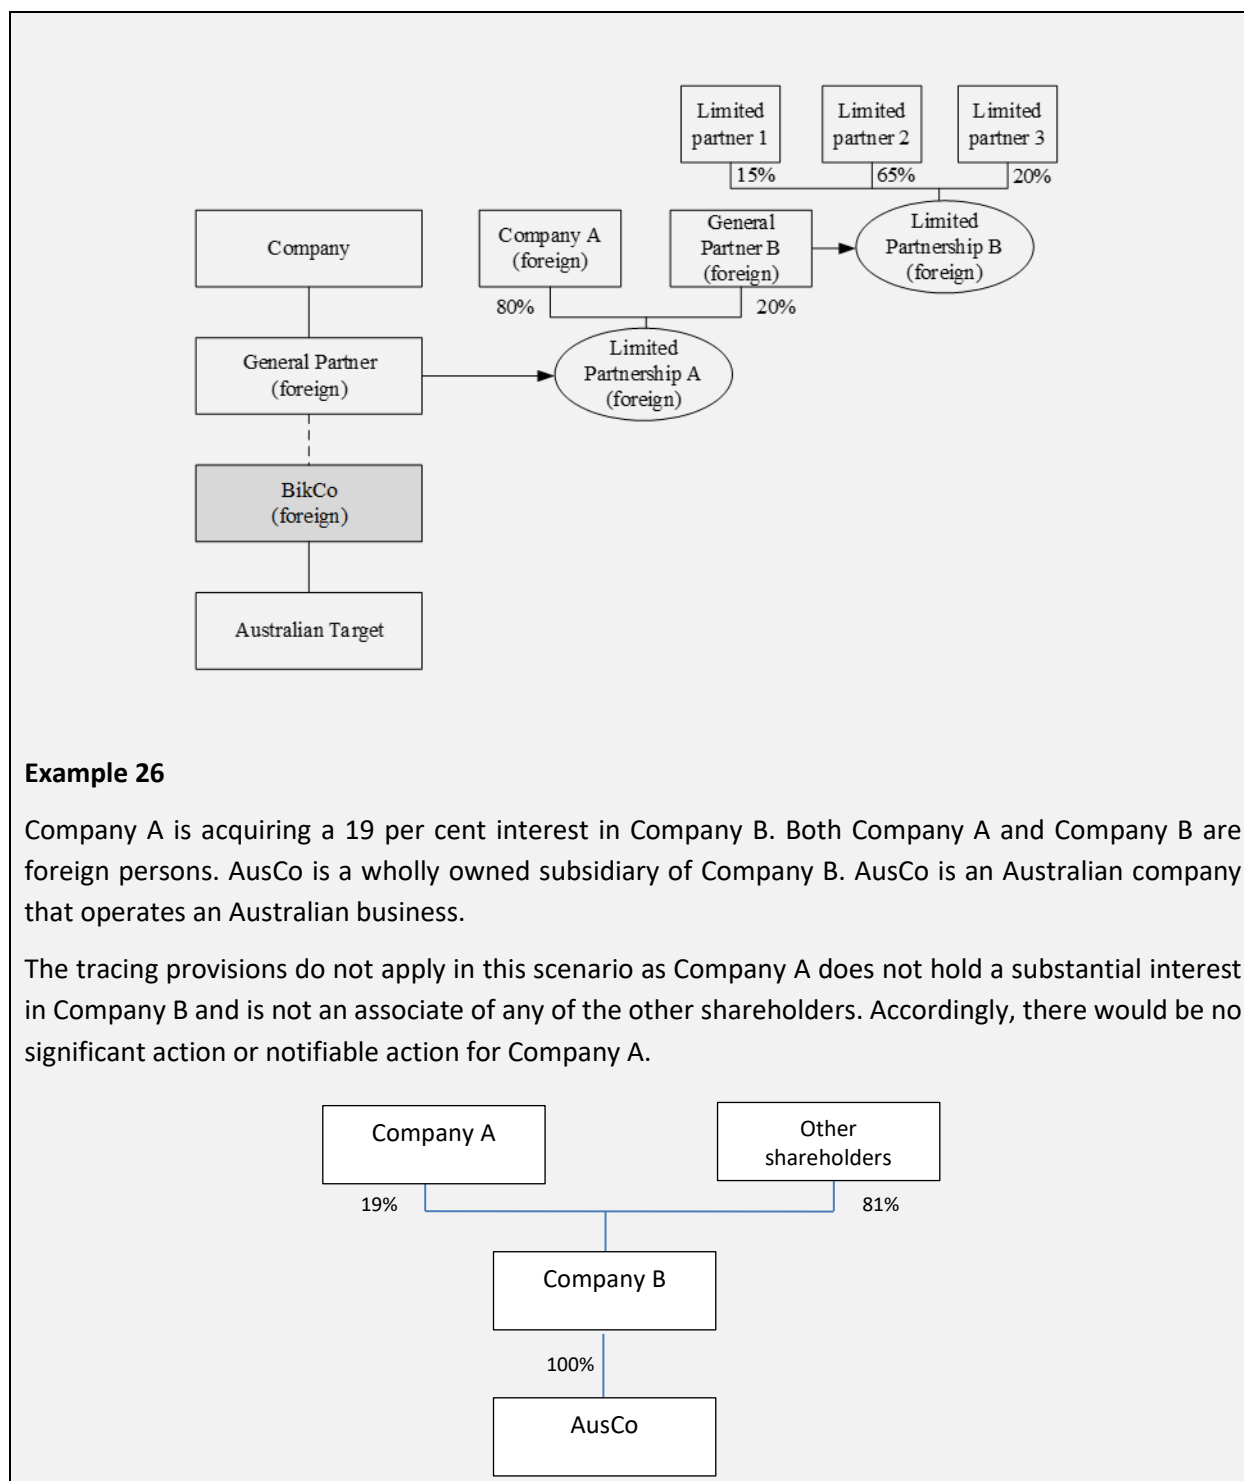 Limited
partner 1
Limited
partner 2
Limited
partner 3
15%
65%
20%
Company
Company A
(foreign)
General
Partner B
(foreign)
Limited
Partnership B
(foreign)
80%
20%
General Partner
(foreign)
Limited
Partnership A
(foreign)
BikCo
(foreign)
Australian Target
Example 26
Company A is acquiring a 19 per cent interest in Company B. Both Company A and Company B are
foreign persons. AusCo is a wholly owned subsidiary of Company B. AusCo is an Australian company
that operates an Australian business.
The tracing provisions do not apply in this scenario as Company A does not hold a substantial interest
in Company B and is not an associate of any of the other shareholders. Accordingly, there would be no
significant action or notifiable action for Company A.
Company A
Other
shareholders
19%
81%
Company B
100%
AusCo